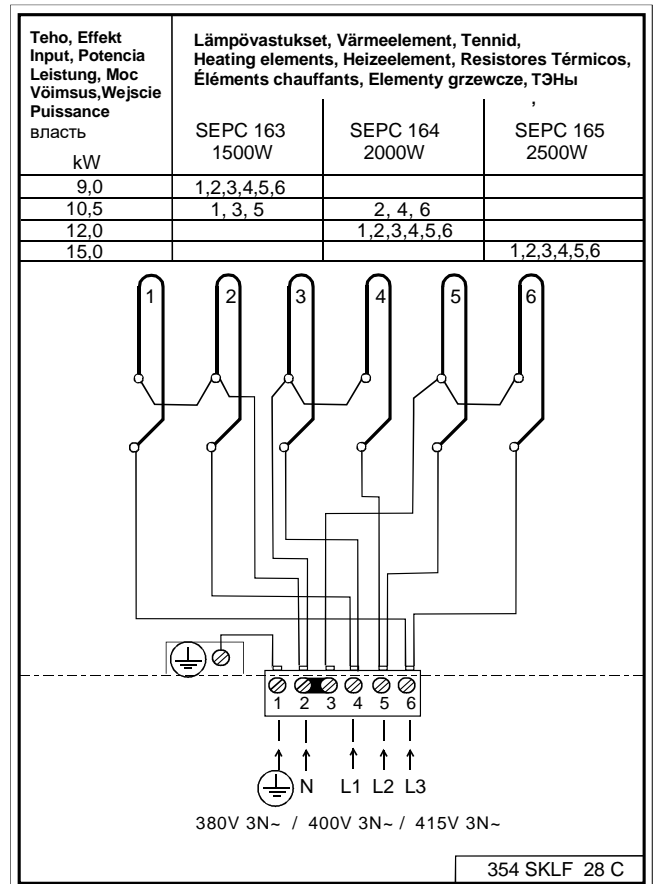 Teho, Effekt
Input, Potencia
Leistung, Moc
Vöimsus,Wejscie
Puissance
власть
kW
Lämpövastukset, Värmeelement, Tennid,
Heating elements, Heizeelement, Resistores Térmicos,
Éléments chauffants, Elementy grzewcze, ТЭНы
,
SEPC 163 SEPC 164 SEPC 165
1500W 2000W 2500W
9,0 1,2,3,4,5,6
10,5 1, 3, 5 2, 4, 6
12,0 1,2,3,4,5,6
15,0 1,2,3,4,5,6
1 2 3 4 5 6
1 2 3 4 5 6
N L1 L2 L3
380V 3N~ / 400V 3N~ / 415V 3N~
354 SKLF 28 C